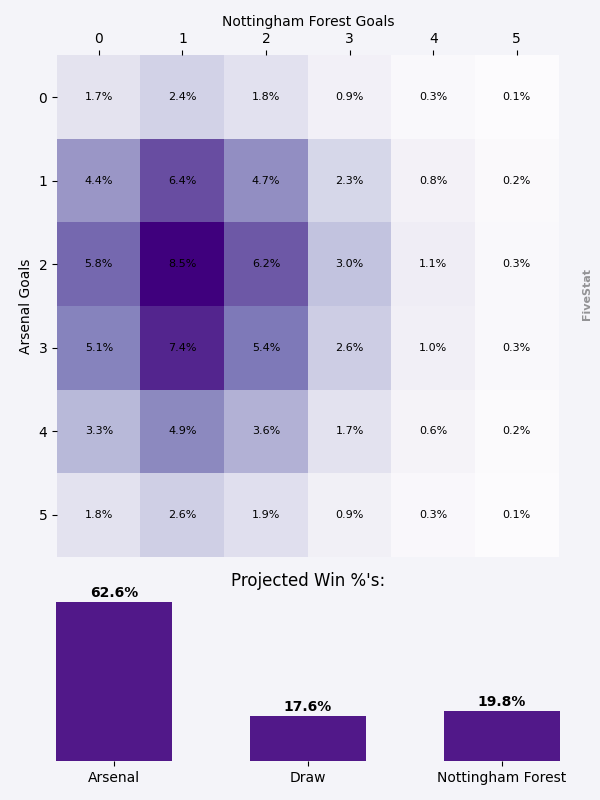 Nottingham Forest Goals
0 1 2 3 4 5
0 1.7% 2.4% 1.8% 0.9% 0.3% 0.1%
1 4.4% 6.4% 4.7% 2.3% 0.8% 0.2%
2 5.8% 8.5% 6.2% 3.0% 1.1% 0.3%
3 5.1% 7.4% 5.4% 2.6% 1.0% 0.3%
4 3.3% 4.9% 3.6% 1.7% 0.6% 0.2%
5 1.8% 2.6% 1.9% 0.9% 0.3% 0.1%
Arsenal Goals
FiveStat
Projected Win %'s:
62.6% 17.6% 19.8%
Arsenal Draw Nottingham Forest